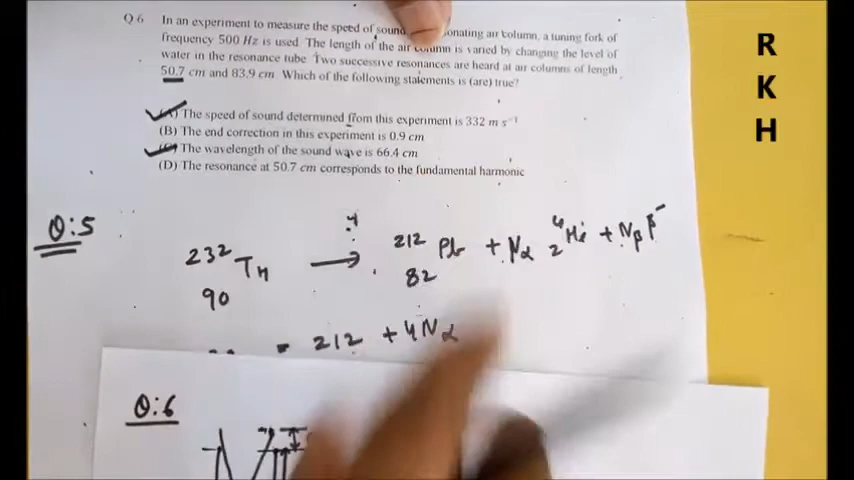 Q 6 In an experiment to measure the speed of sound onating air column, a tuning fork of
frequency 500 Hz is used. The length of the air column is varied by changing the level of
water in the resonance tube. Two successive resonances are heard at air columns of length
50.7 cm and 83.9 cm. Which of the following statements is (are) true?
(A) The speed of sound determined from this experiment is 332 m s⁻¹
(B) The end correction in this experiment is 0.9 cm
(C) The wavelength of the sound wave is 66.4 cm
(D) The resonance at 50.7 cm corresponds to the fundamental harmonic
R
K
H
Q:5
232 90 TH → 212 82 Pb + Nα 4 2 He + Nβ β⁻
= 212 + 4Nα
Q:6